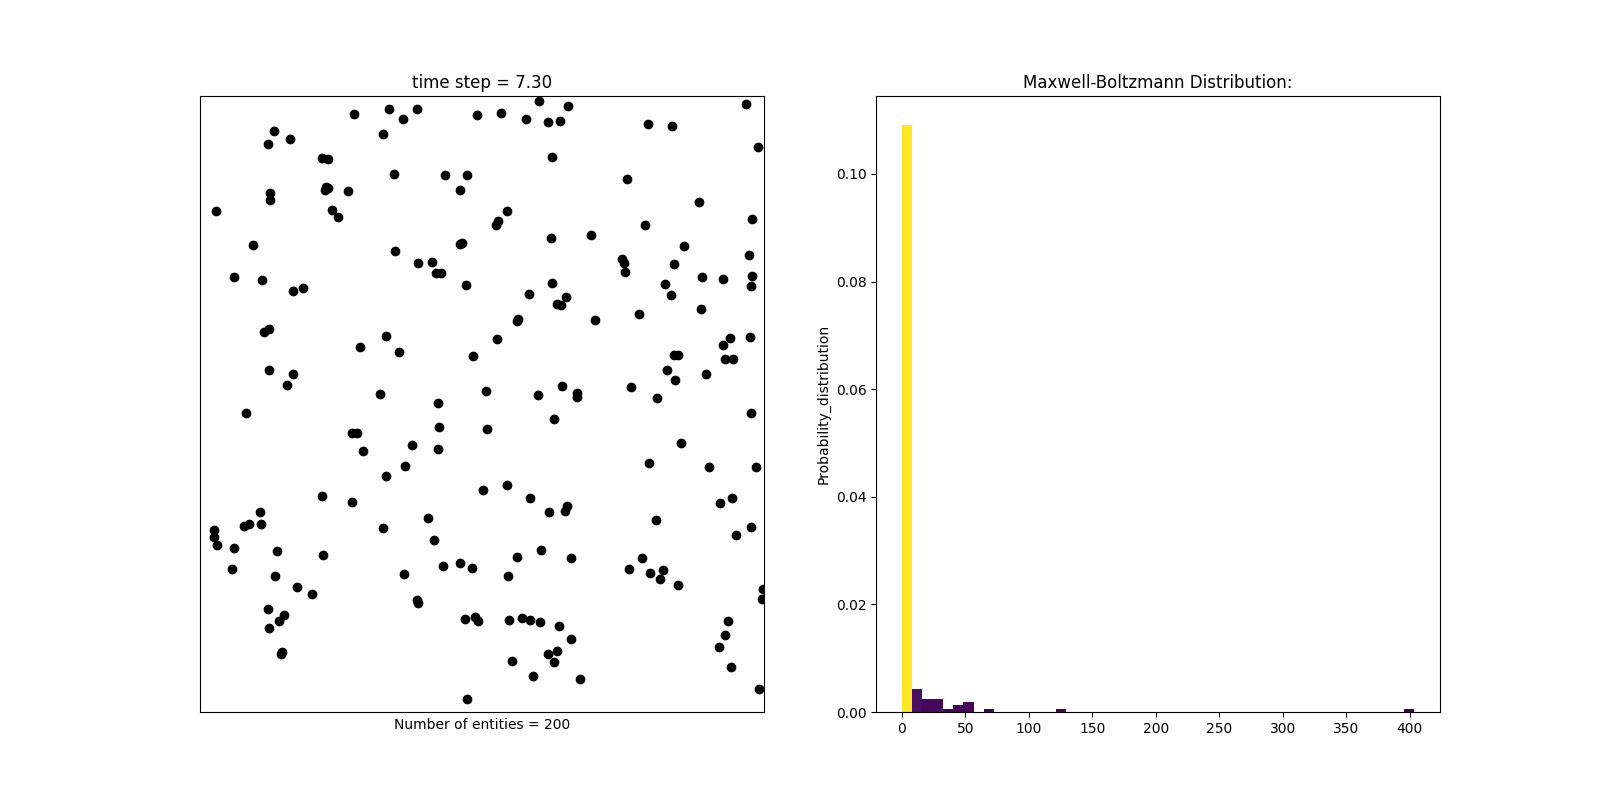 time step = 7.30
Number of entities = 200
Maxwell-Boltzmann Distribution:
Probability_distribution
0.10
0.08
0.06
0.04
0.02
0.00
0 50 100 150 200 250 300 350 400